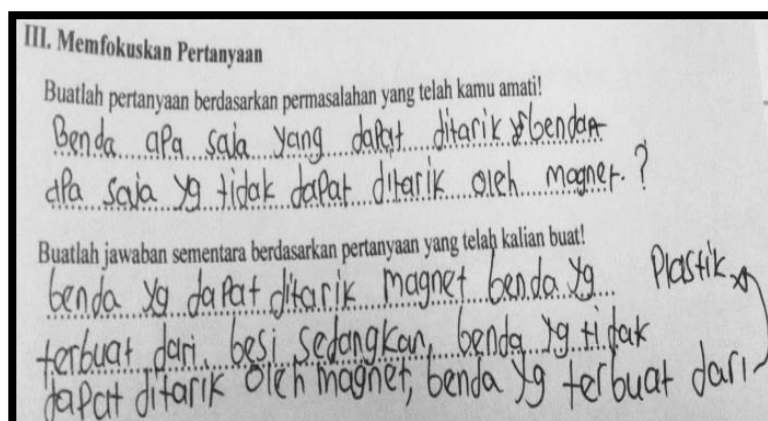 III. Memfokuskan Pertanyaan
Buatlah pertanyaan berdasarkan permasalahan yang telah kamu amati!
Benda apa saja yang dapat ditarik & benda
apa saja yg tidak dapat ditarik oleh magnet. ?
Buatlah jawaban sementara berdasarkan pertanyaan yang telah kalian buat!
benda yg dapat ditarik magnet benda yg
terbuat dari besi sedangkan benda yg tidak
dapat ditarik oleh magnet, benda yg terbuat dari
Plastik